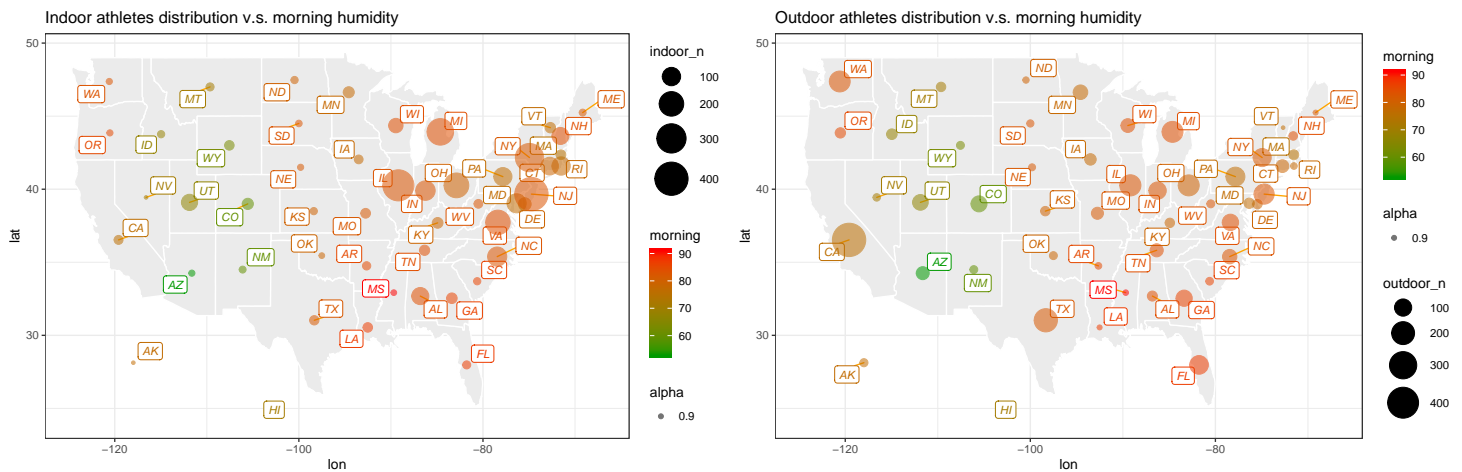 Indoor athletes distribution v.s. morning humidity
50
40
30
lat
−120
−100
−80
lon
WA
MT
ND
MN
WI
MI
VT
ME
NH
OR
ID
WY
SD
IA
NY
MA
NE
IL
OH
PA
CT
RI
NV
UT
CO
IN
MD
NJ
CA
KS
MO
KY
WV
DE
VA
NM
OK
AR
TN
NC
SC
AZ
MS
TX
LA
AL
GA
AK
FL
HI
indoor_n
100
200
300
400
morning
90
80
70
60
alpha
0.9
Outdoor athletes distribution v.s. morning humidity
50
40
30
lat
−120
−100
−80
lon
WA
ND
MT
MN
WI
MI
VT
ME
NH
OR
ID
WY
SD
IA
NY
MA
NE
IL
OH
PA
CT
RI
NV
UT
CO
KS
MO
IN
MD
NJ
WV
DE
CA
OK
KY
VA
AZ
NM
AR
TN
NC
SC
MS
TX
LA
AL
GA
AK
FL
HI
morning
90
80
70
60
alpha
0.9
outdoor_n
100
200
300
400